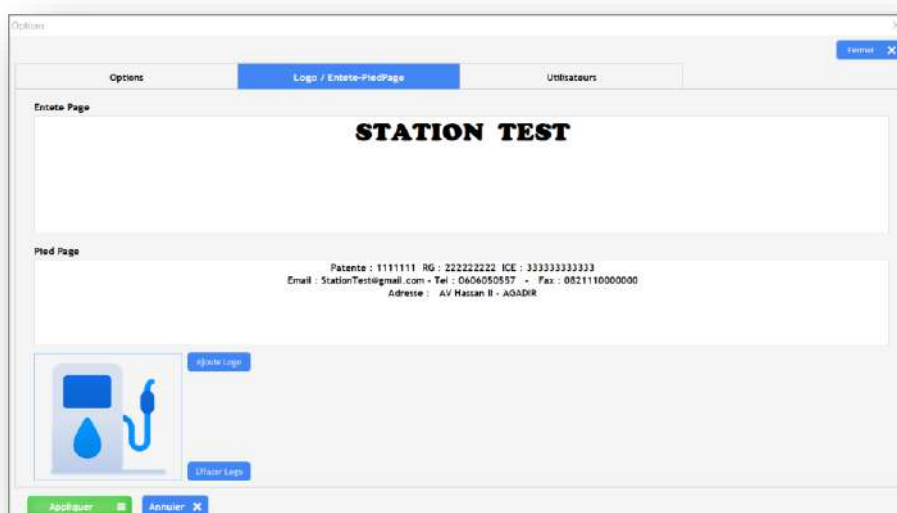 Options
Fermer X
Options
Logo / Entete-PiedPage
Utilisateurs
Entete Page
STATION TEST
Pied Page
Patente : 1111111 RG : 222222222 ICE : 333333333333
Email : StationTest@gmail.com - Tel : 0606050557 - Fax : 0821110000000
Adresse : AV Hassan II - AGADIR
Ajoute Logo
Effacer Logo
Appliquer
Annuler X